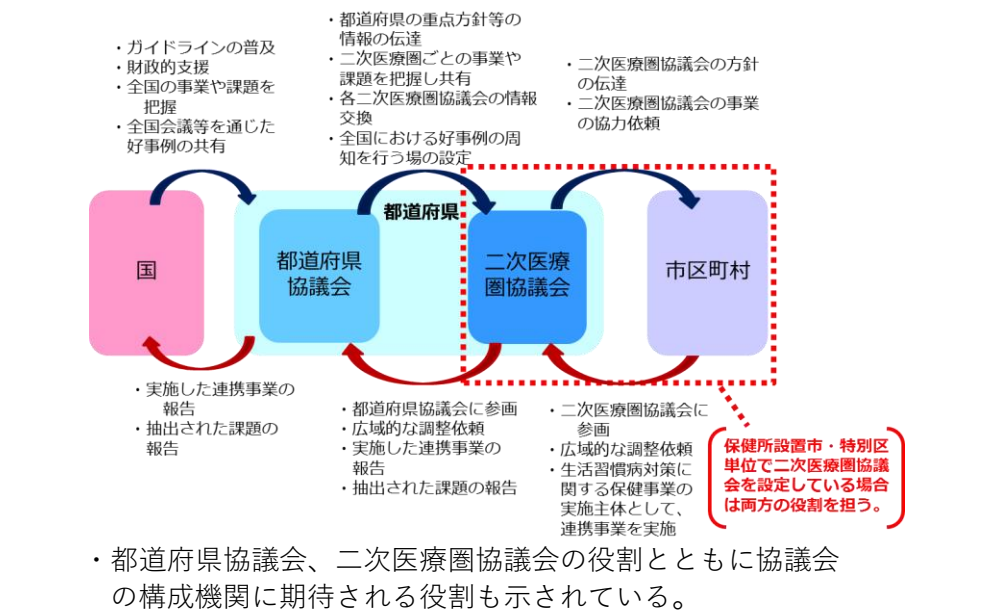 ・ガイドラインの普及
・財政的支援
・全国の事業や課題を
把握
・全国会議等を通じた
好事例の共有
・都道府県の重点方針等の
情報の伝達
・二次医療圏ごとの事業や
課題を把握し共有
・各二次医療圏協議会の情報
交換
・全国における好事例の周
知を行う場の設定
・二次医療圏協議会の方針
の伝達
・二次医療圏協議会の事業
の協力依頼
都道府県
国
都道府県
協議会
二次医療
圏協議会
市区町村
・実施した連携事業の
報告
・抽出された課題の
報告
・都道府県協議会に参画
・広域的な調整依頼
・実施した連携事業の
報告
・抽出された課題の報告
・二次医療圏協議会に
参画
・広域的な調整依頼
・生活習慣病対策に
関する保健事業の
実施主体として、
連携事業を実施
保健所設置市・特別区
単位で二次医療圏協議
会を設定している場合
は両方の役割を担う。
・都道府県協議会、二次医療圏協議会の役割とともに協議会
の構成機関に期待される役割も示されている。